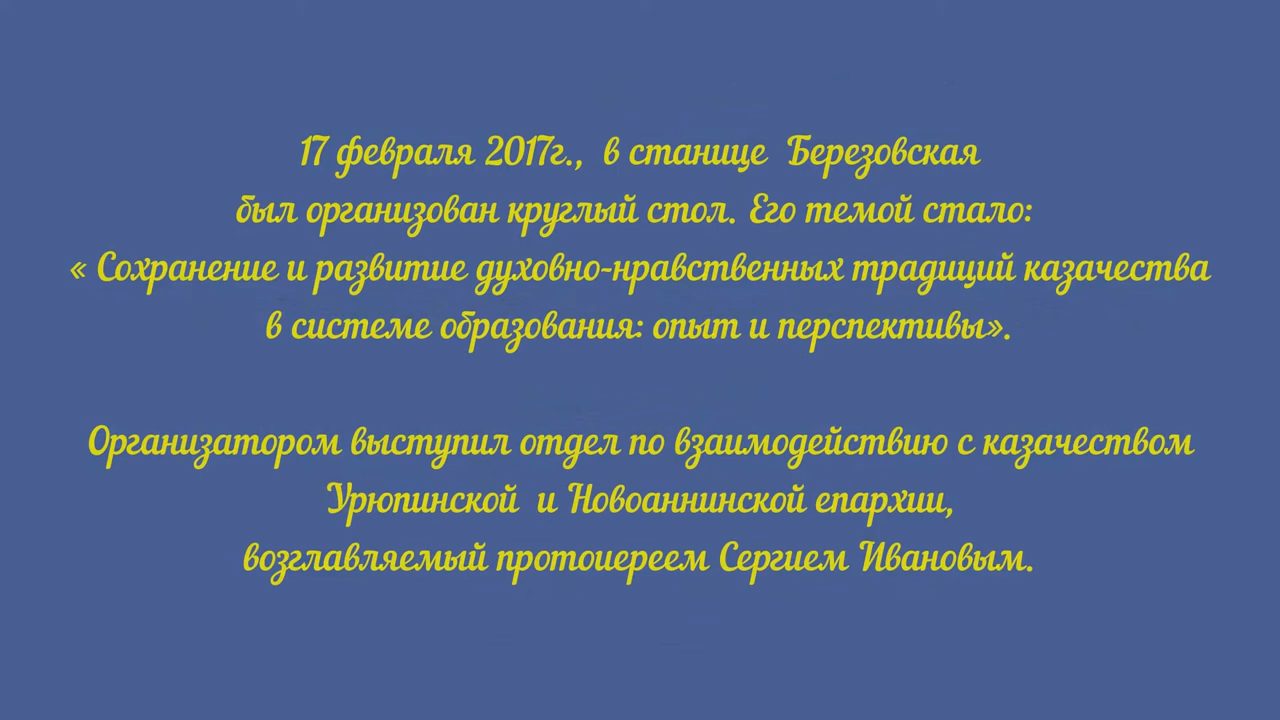 17 февраля 2017г., в станице Березовская
был организован круглый стол. Его темой стало:
« Сохранение и развитие духовно-нравственных традиций казачества
в системе образования: опыт и перспективы».
Организатором выступил отдел по взаимодействию с казачеством
Урюпинской и Новоаннинской епархии,
возглавляемый протоиереем Сергием Ивановым.